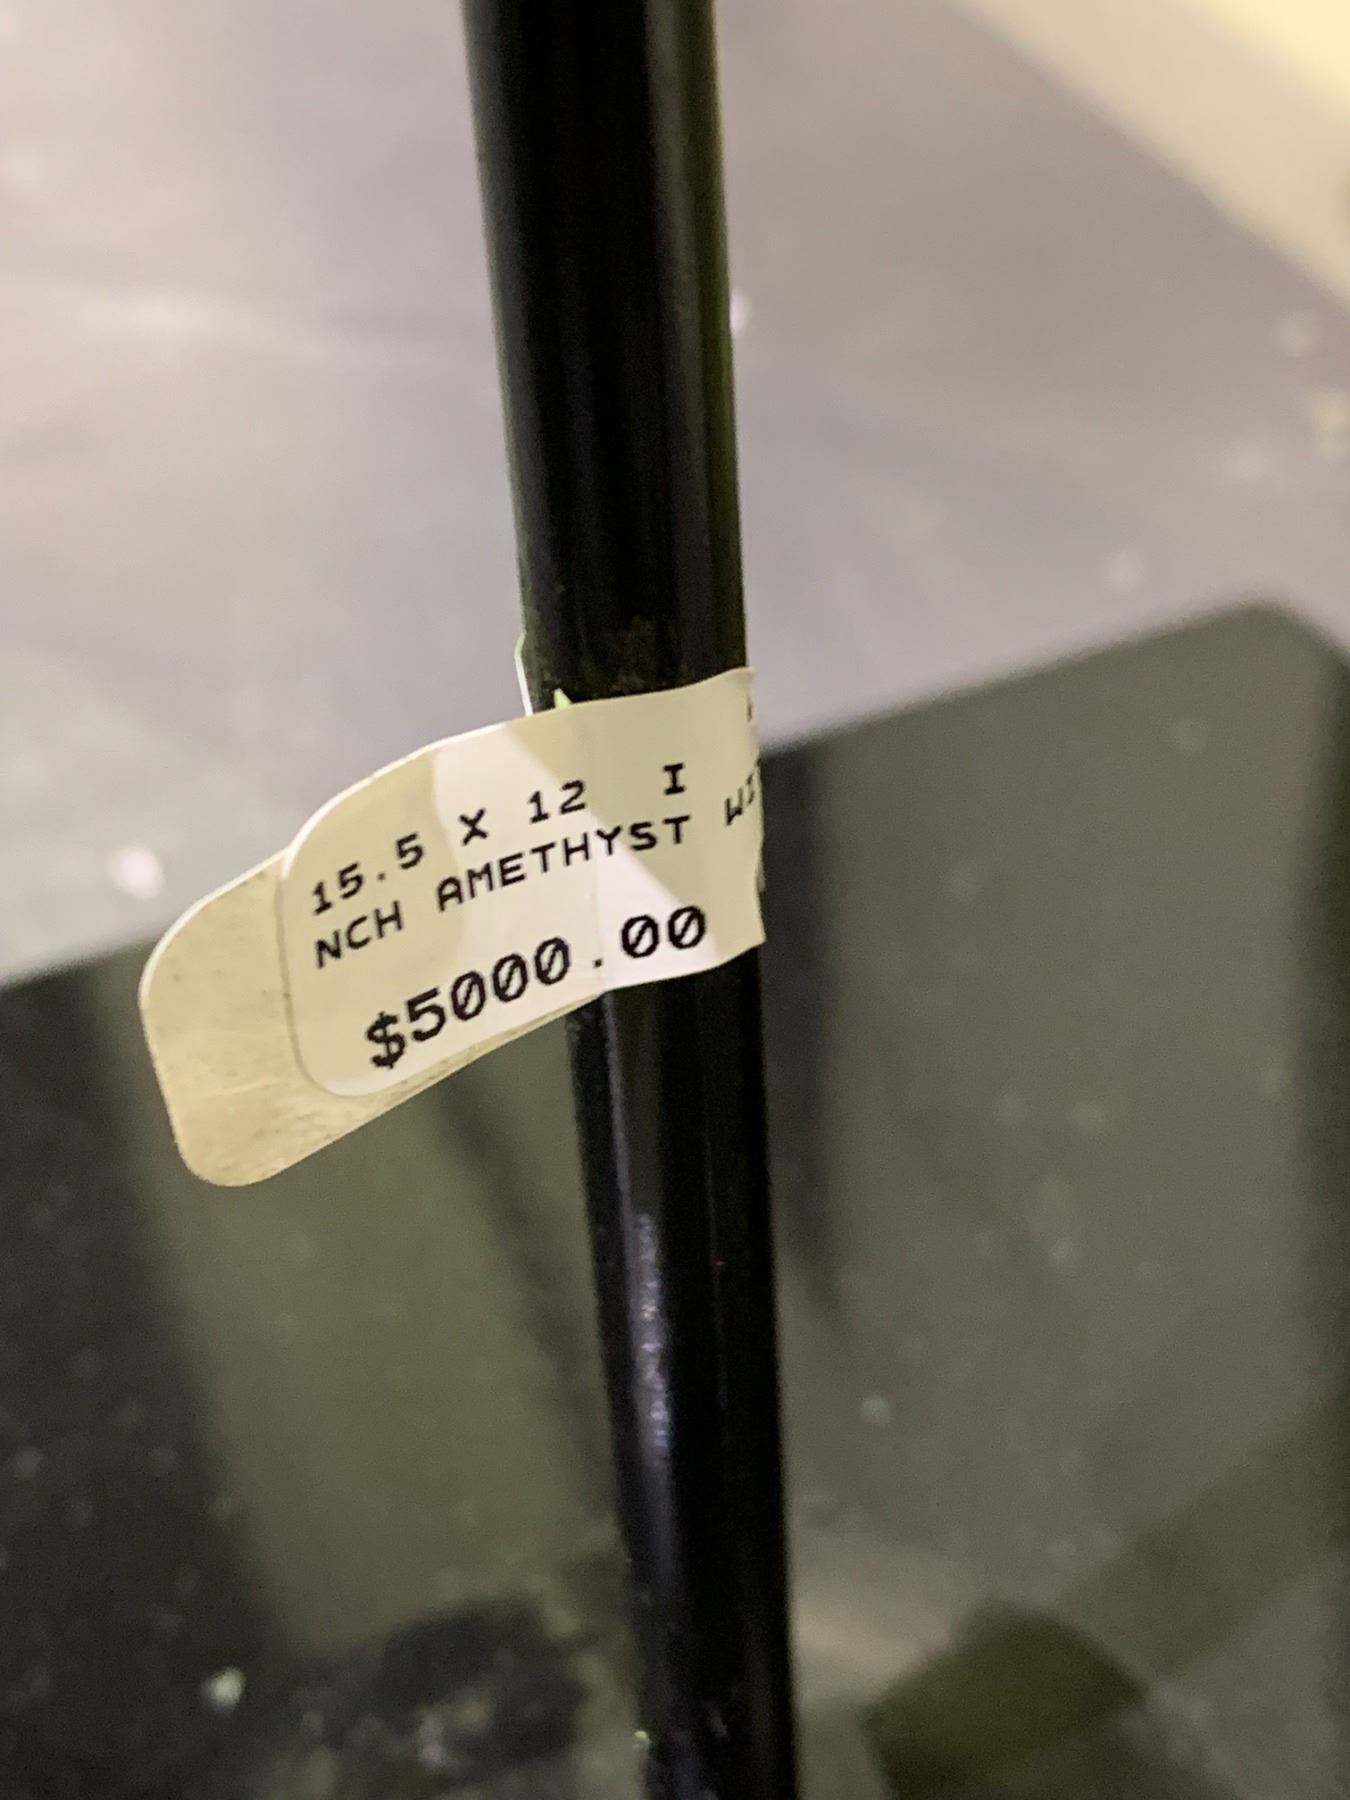 15.5 X 12 I
NCH AMETHYST
$5000.00